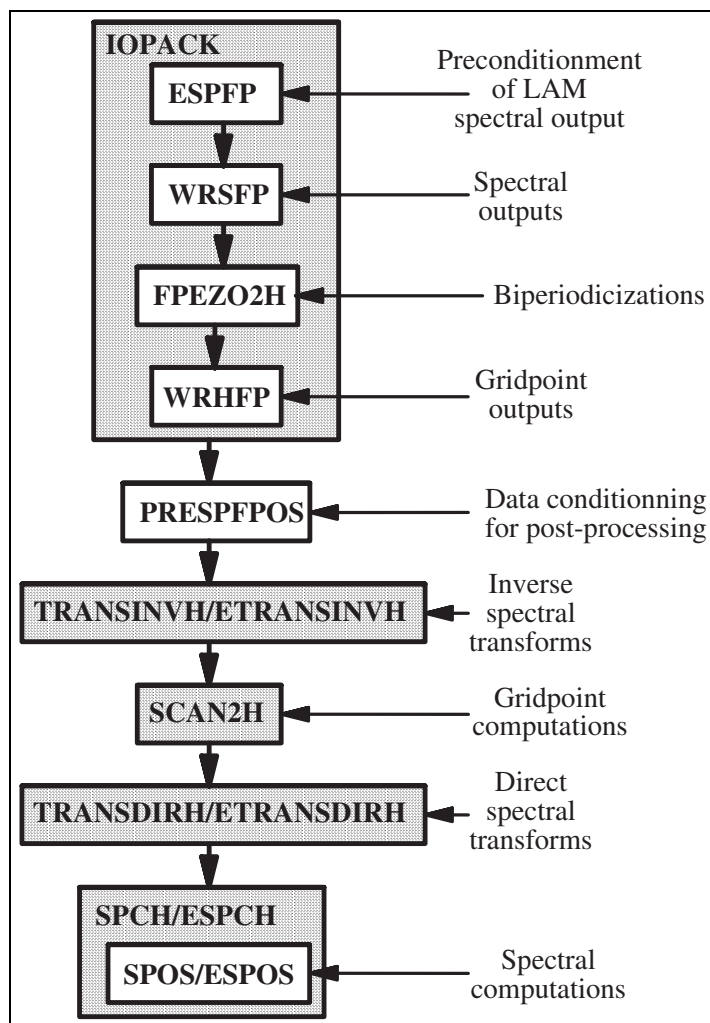 IOPACK
ESPFP
Preconditionment
of LAM
spectral output
WRSFP
Spectral
outputs
FPEZO2H
Biperiodicizations
WRHFP
Gridpoint
outputs
PRESPFPOS
Data conditionning
for post-processing
TRANSINVH/ETRANSINVH
Inverse
spectral
transforms
SCAN2H
Gridpoint
computations
TRANSDIRH/ETRANSDIRH
Direct
spectral
transforms
SPCH/ESPCH
SPOS/ESPOS
Spectral
computations